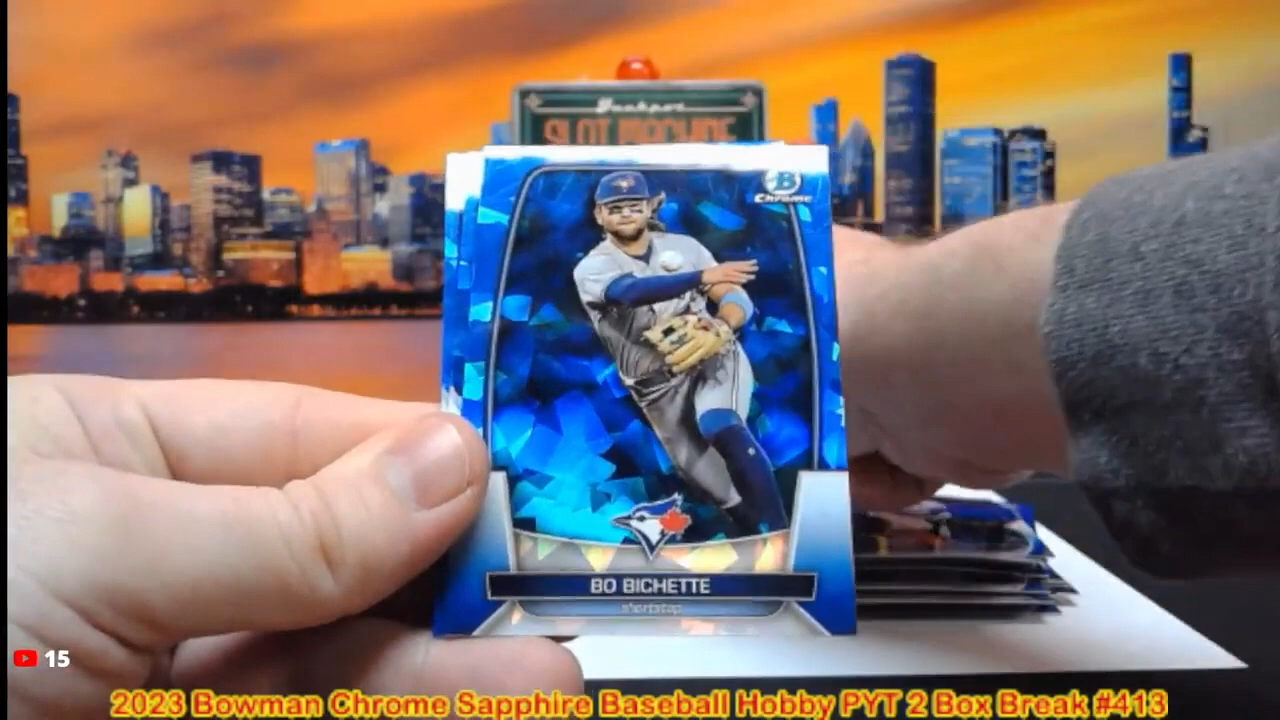 Jackpot
SLOT MACHINE
B
Chrome
BO BICHETTE
shortstop
15
2023 Bowman Chrome Sapphire Baseball Hobby PYT 2 Box Break #413